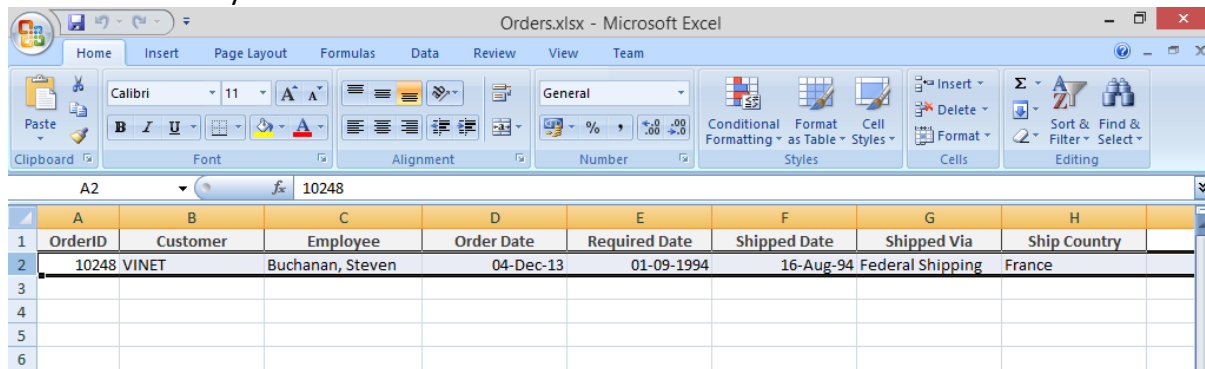 Orders.xlsx - Microsoft Excel
Home Insert Page Layout Formulas Data Review View Team
Calibri 11 General
Insert
Delete
Format
Paste
B I U
Conditional Formatting
Format as Table
Cell Styles
Sort & Filter
Find & Select
Clipboard Font Alignment Number Styles Cells Editing
A2 fx 10248
A B C D E F G H
1 OrderID Customer Employee Order Date Required Date Shipped Date Shipped Via Ship Country
2 10248 VINET Buchanan, Steven 04-Dec-13 01-09-1994 16-Aug-94 Federal Shipping France
3
4
5
6